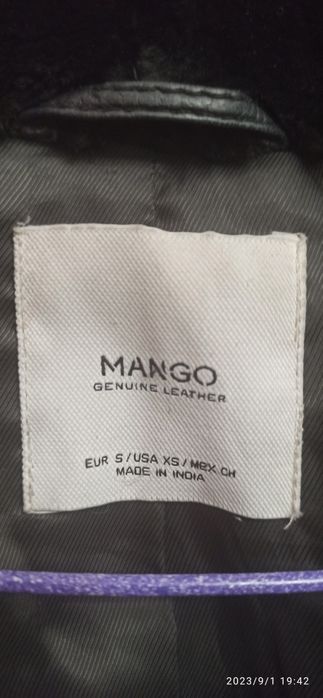 MANGO
GENUINE LEATHER
EUR S / USA XS / MEX CH
MADE IN INDIA
2023/9/1 19:42